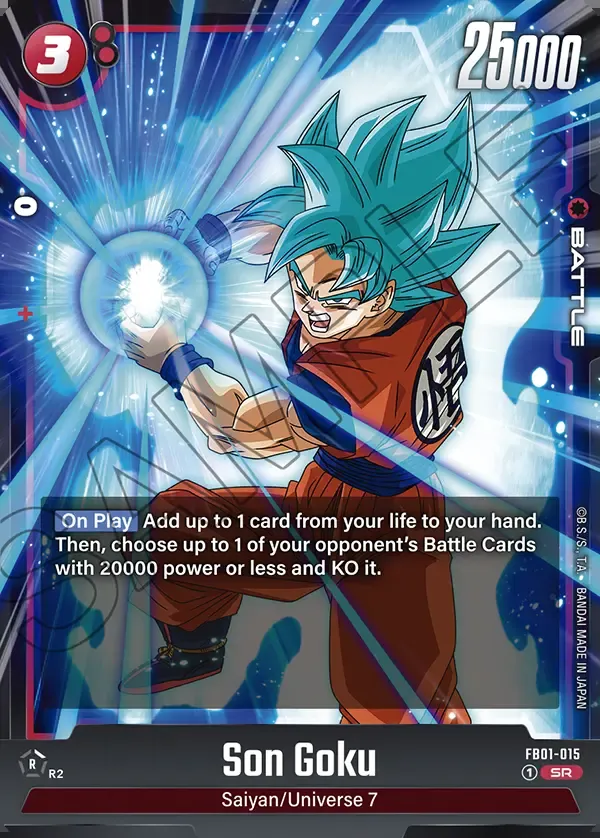 3
25000
0
+
BATTLE
悟
SAMPLE
On Play Add up to 1 card from your life to your hand.
Then, choose up to 1 of your opponent's Battle Cards
with 20000 power or less and KO it.
©B.S./S., T.A. BANDAI MADE IN JAPAN
R
R2
Son Goku
FB01-015
1 SR
Saiyan/Universe 7